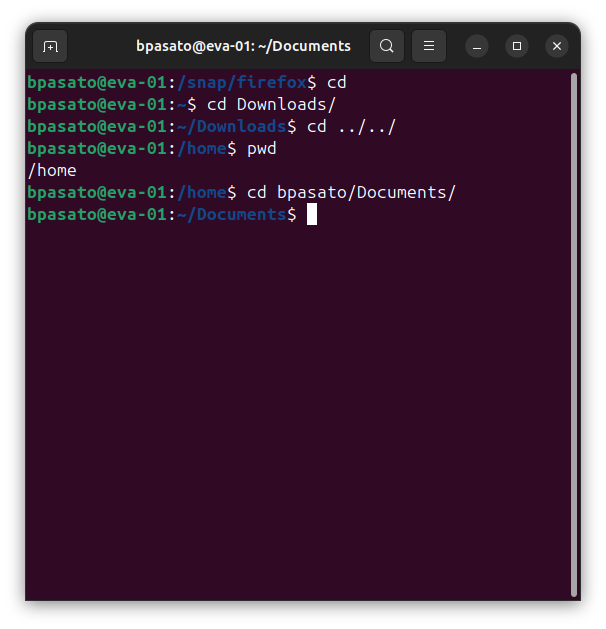 bpasato@eva-01: ~/Documents
bpasato@eva-01:/snap/firefox$ cd
bpasato@eva-01:~$ cd Downloads/
bpasato@eva-01:~/Downloads$ cd ../../
bpasato@eva-01:/home$ pwd
/home
bpasato@eva-01:/home$ cd bpasato/Documents/
bpasato@eva-01:~/Documents$